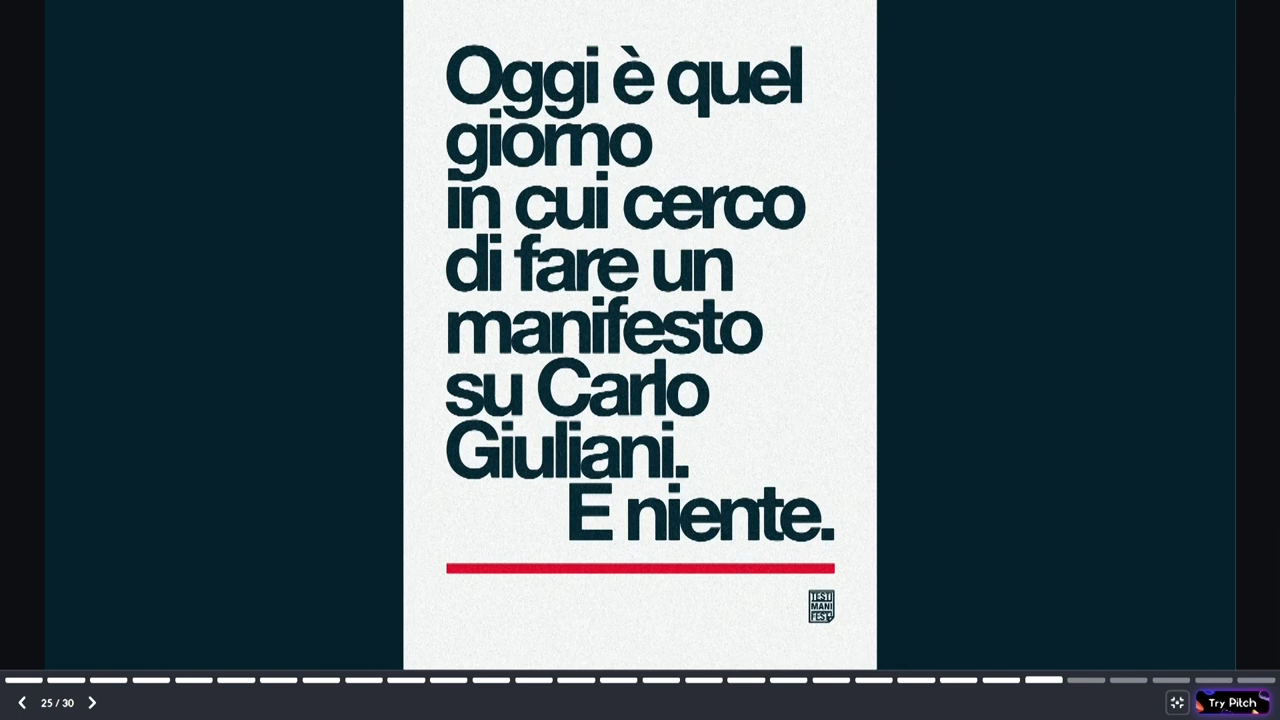 Oggi è quel
giorno
in cui cerco
di fare un
manifesto
su Carlo
Giuliani.
E niente.
TESTI
MANI
FESTI
25 / 30
Try Pitch